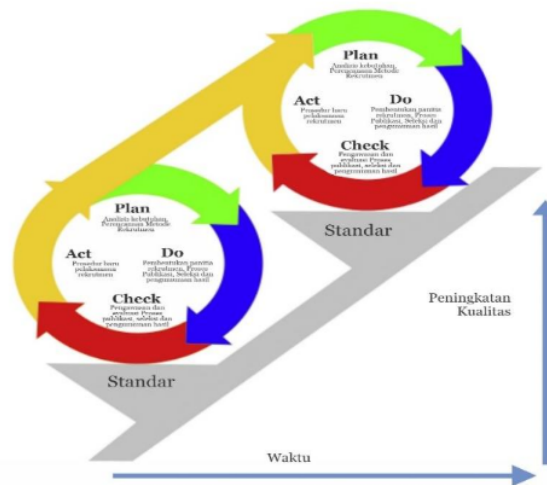 Plan
Analisis kebutuhan,
Perencanaan Metode
Rekrutmen
Act
Prosedur baru
pelaksanaan
rekrutmen
Do
Pembentukan panitia
rekrutmen, Proses
Publikasi, Seleksi dan
pengumuman hasil
Check
Pengawasan dan
evaluasi Proses
publikasi, seleksi dan
pengumuman hasil
Standar
Plan
Analisis kebutuhan,
Perencanaan Metode
Rekrutmen
Act
Prosedur baru
pelaksanaan
rekrutmen
Do
Pembentukan panitia
rekrutmen, Proses
Publikasi, Seleksi dan
pengumuman hasil
Check
Pengawasan dan
evaluasi Proses
publikasi, seleksi dan
pengumuman hasil
Standar
Peningkatan
Kualitas
Waktu